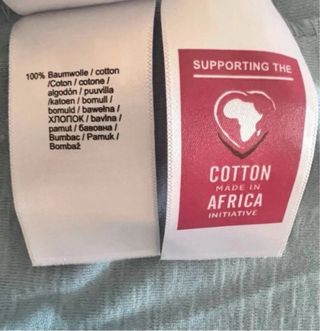 100% Baumwolle / cotton
/Coton / cotone /
algodón / puuvilla
/katoen / bomull /
bomuld / bawełna /
ХЛОПОК / bavlna /
pamut / бавовна /
Bumbac / Pamuk /
Bombaž
SUPPORTING THE
COTTON
MADE IN
AFRICA
INITIATIVE